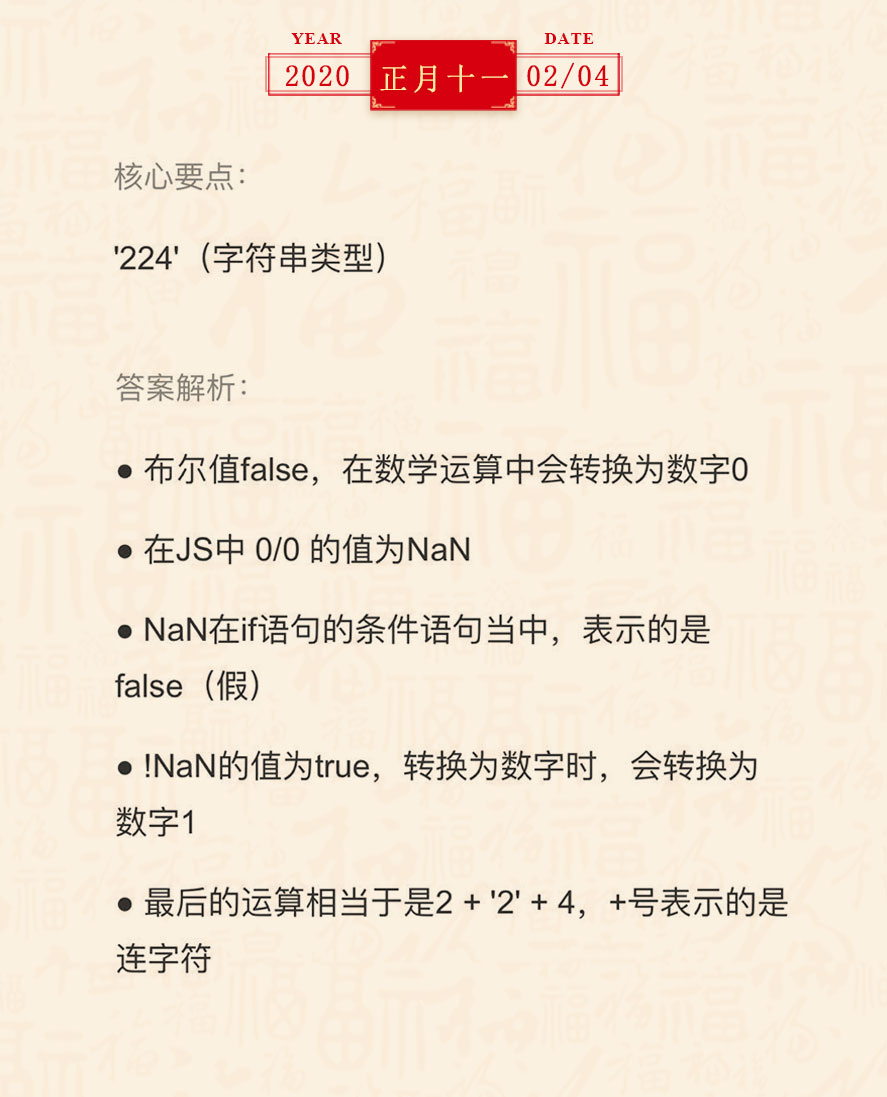 YEAR
DATE
2020
正月十一
02/04
核心要点：
'224'（字符串类型）
答案解析：
● 布尔值false，在数学运算中会转换为数字0
● 在JS中 0/0 的值为NaN
● NaN在if语句的条件语句当中，表示的是
false（假）
● !NaN的值为true，转换为数字时，会转换为
数字1
● 最后的运算相当于是2 + '2' + 4，+号表示的是
连字符